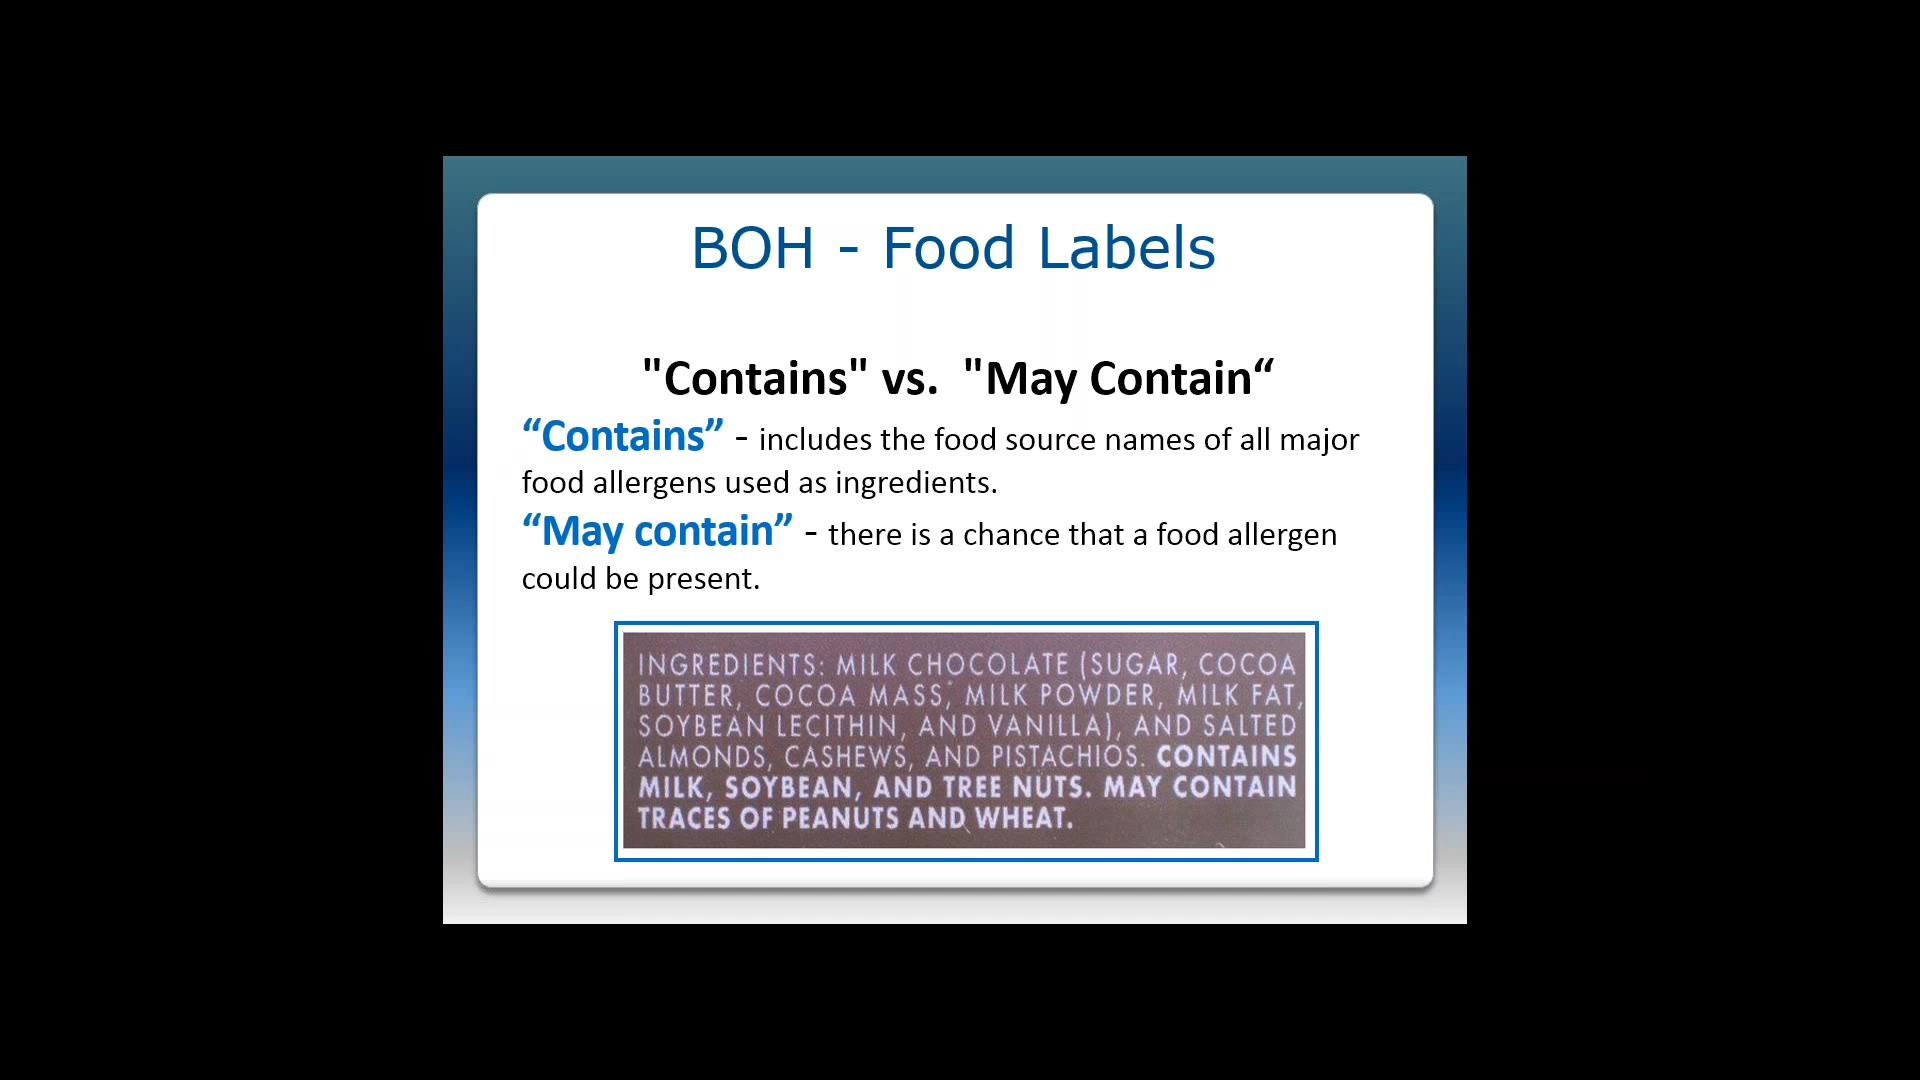 BOH - Food Labels
"Contains" vs.  "May Contain“
“Contains” - includes the food source names of all major
food allergens used as ingredients.
“May contain” - there is a chance that a food allergen
could be present.
INGREDIENTS: MILK CHOCOLATE (SUGAR, COCOA
BUTTER, COCOA MASS, MILK POWDER, MILK FAT,
SOYBEAN LECITHIN, AND VANILLA), AND SALTED
ALMONDS, CASHEWS, AND PISTACHIOS. CONTAINS
MILK, SOYBEAN, AND TREE NUTS. MAY CONTAIN
TRACES OF PEANUTS AND WHEAT.